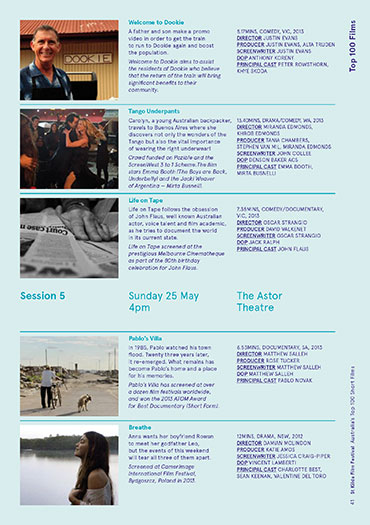 Top 100 Films
Welcome to Dookie
A father and son make a promo
video in order to get the train
to run to Dookie again and boost
the population.
Welcome to Dookie aims to assist
the residents of Dookie who believe
that the return of the train will bring
significant benefits to their
community.
5.17MINS, COMEDY, VIC, 2013
DIRECTOR JUSTIN EVANS
PRODUCER JUSTIN EVANS, ALTA TRUDEN
SCREENWRITER JUSTIN EVANS
DOP ANTHONY KORENY
PRINCIPAL CAST PETER ROWSTHORN,
KHYE SKODA
DOOKIE
Tango Underpants
Carolyn, a young Australian backpacker,
travels to Buenos Aires where she
discovers not only the wonders of the
Tango but also the vital importance
of wearing the right underwear!
Crowd funded on Pozible and the
ScreenWest 3 to 1 Scheme. The film
stars Emma Booth (The Boys are Back,
Underbelly) and the Jacki Weaver
of Argentina – Mirta Busnelli.
13.40MINS, DRAMA/COMEDY, WA, 2013
DIRECTOR MIRANDA EDMONDS,
KHROB EDMONDS
PRODUCER TANIA CHAMBERS,
STEPHEN VAN MIL, MIRANDA EDMONDS
SCREENWRITER JOHN COLLEE
DOP DENSON BAKER ACS
PRINCIPAL CAST EMMA BOOTH,
MIRTA BUSNELLI
Life on Tape
Life on Tape follows the obsession
of John Flaus, well known Australian
actor, voice talent and film academic,
as he tries to document the world
in its current state.
Life on Tape screened at the
prestigious Melbourne Cinematheque
as part of the 80th birthday
celebration for John Flaus.
7.38MINS, COMEDY/DOCUMENTARY,
VIC, 2013
DIRECTOR OSCAR STRANGIO
PRODUCER DAVID WALKNET
SCREENWRITER OSCAR STRANGIO
DOP JACK RALPH
PRINCIPAL CAST JOHN FLAUS
Session 5
Sunday 25 May
4pm
The Astor
Theatre
Pablo's Villa
In 1985, Pablo watched his town
flood. Twenty three years later,
it re-emerged. What remains has
become Pablo's home and a place
for his memories.
Pablo's Villa has screened at over
a dozen film festivals worldwide,
and won the 2013 ATOM Award
for Best Documentary (Short Form).
6.50MINS, DOCUMENTARY, SA, 2013
DIRECTOR MATTHEW SALLEH
PRODUCER ROSE TUCKER
SCREENWRITER MATTHEW SALLEH
DOP MATTHEW SALLEH
PRINCIPAL CAST PABLO NOVAK
Breathe
Anna wants her boyfriend Rowan
to meet her godfather Leo,
but the events of this weekend
will tear all three of them apart.
Screened at Camerimage
International Film Festival,
Bydgoszcz, Poland in 2013.
12MINS, DRAMA, NSW, 2013
DIRECTOR DAMIAN MCLINDON
PRODUCER KATIE AMOS
SCREENWRITER JESSICA CRAIG-PIPER
DOP VINCENT LAMBERTI
PRINCIPAL CAST CHARLOTTE BEST,
SEAN KEENAN, VALENTINE DEL TORO
41 St Kilda Film Festival Australia's Top 100 Short Films